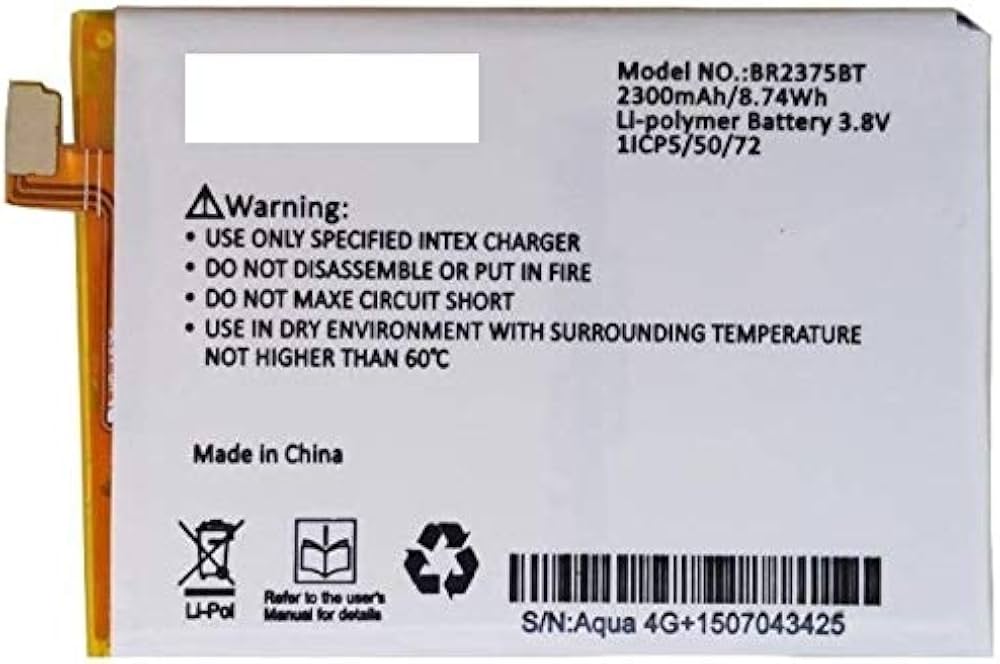 Model NO.:BR2375BT
2300mAh/8.74Wh
Li-polymer Battery 3.8V
1ICP5/50/72
Warning:
• USE ONLY SPECIFIED INTEX CHARGER
• DO NOT DISASSEMBLE OR PUT IN FIRE
• DO NOT MAXE CIRCUIT SHORT
• USE IN DRY ENVIRONMENT WITH SURROUNDING TEMPERATURE
NOT HIGHER THAN 60℃
Made in China
Li-Pol
Refer to the user's
Manual for details
S/N:Aqua 4G+1507043425